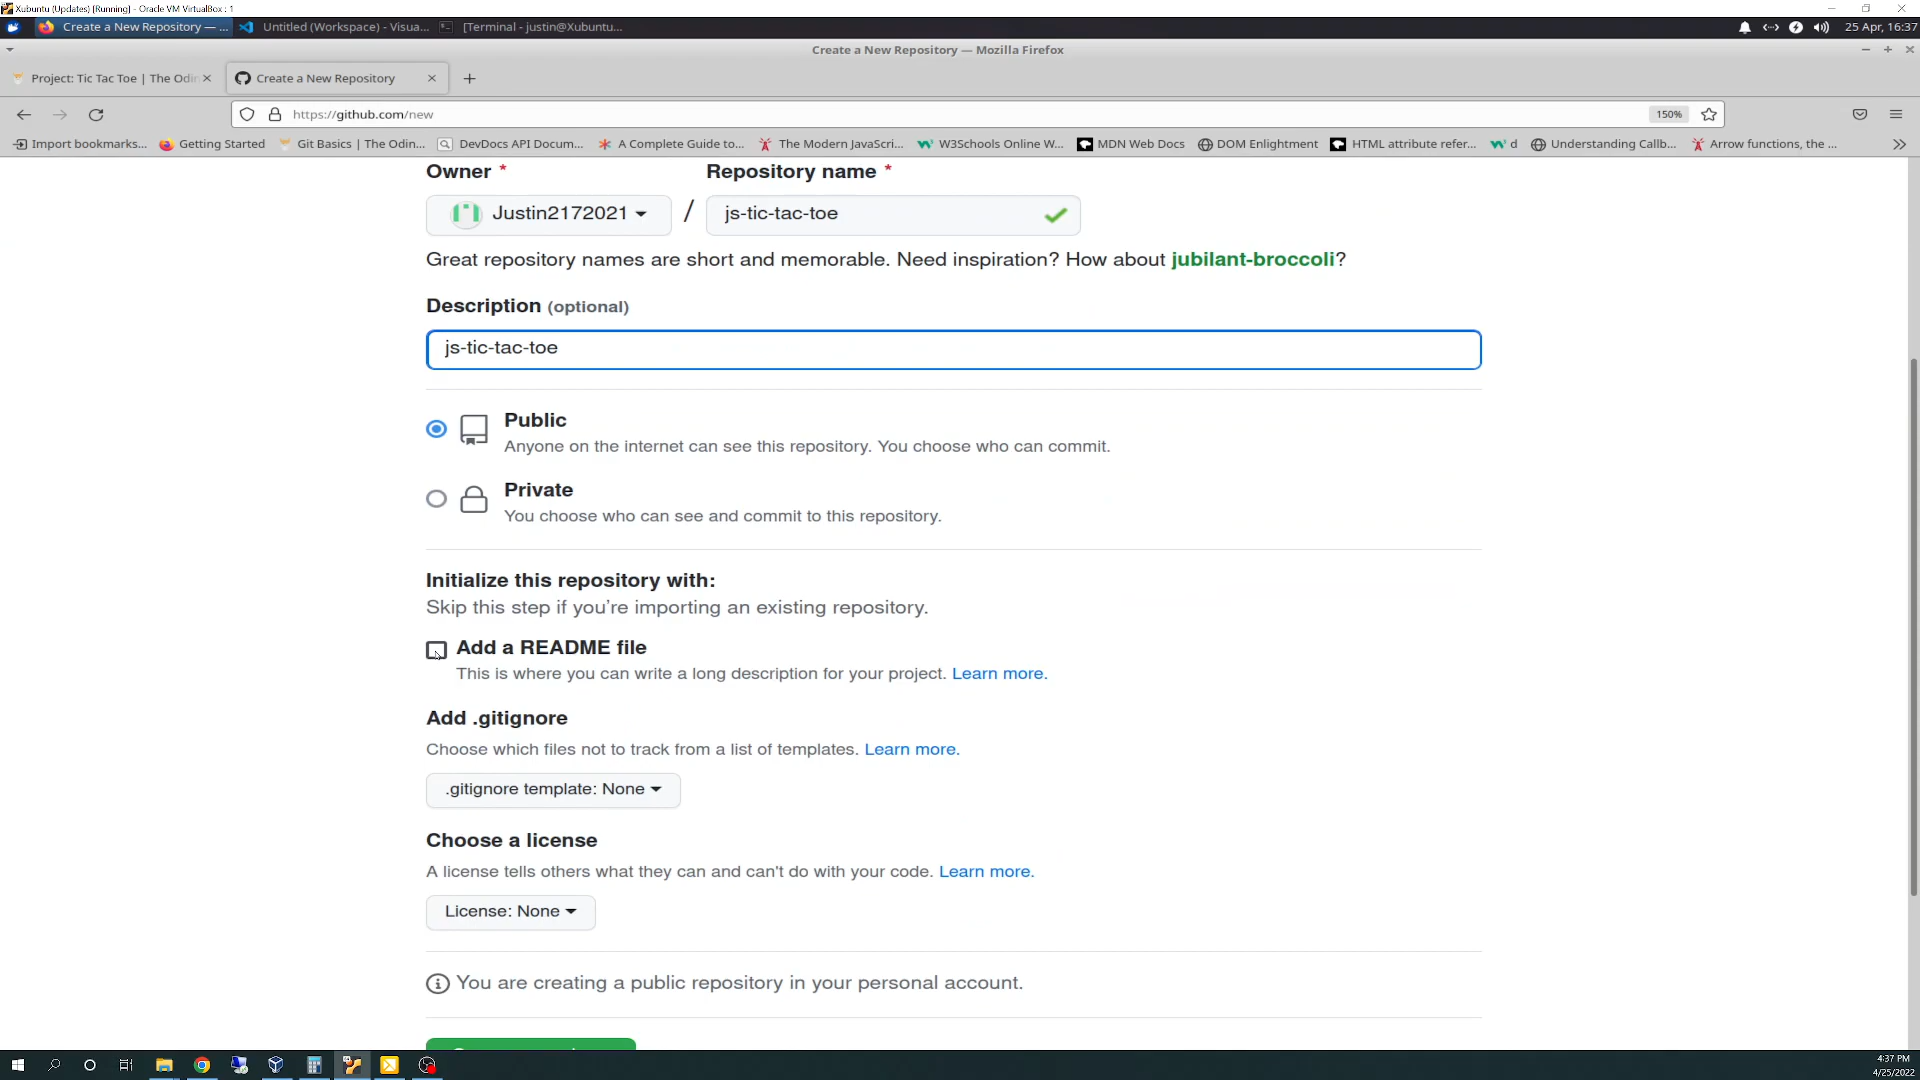 Xubuntu (Updates) [Running] - Oracle VM VirtualBox : 1
Create a New Repository — ...
Untitled (Workspace) - Visua...
[Terminal - justin@Xubuntu...
25 Apr, 16:37
Create a New Repository — Mozilla Firefox
Project: Tic Tac Toe | The Odin
Create a New Repository
https://github.com/new
150%
Import bookmarks...
Getting Started
Git Basics | The Odin...
DevDocs API Docum...
A Complete Guide to...
The Modern JavaScri...
W3Schools Online W...
MDN Web Docs
DOM Enlightment
HTML attribute refer...
d
Understanding Callb...
Arrow functions, the ...
Owner *
Repository name *
Justin2172021
/
js-tic-tac-toe
Great repository names are short and memorable. Need inspiration? How about jubilant-broccoli?
Description (optional)
js-tic-tac-toe
Public
Anyone on the internet can see this repository. You choose who can commit.
Private
You choose who can see and commit to this repository.
Initialize this repository with:
Skip this step if you’re importing an existing repository.
Add a README file
This is where you can write a long description for your project. Learn more.
Add .gitignore
Choose which files not to track from a list of templates. Learn more.
.gitignore template: None
Choose a license
A license tells others what they can and can't do with your code. Learn more.
License: None
You are creating a public repository in your personal account.
4:37 PM
4/25/2022